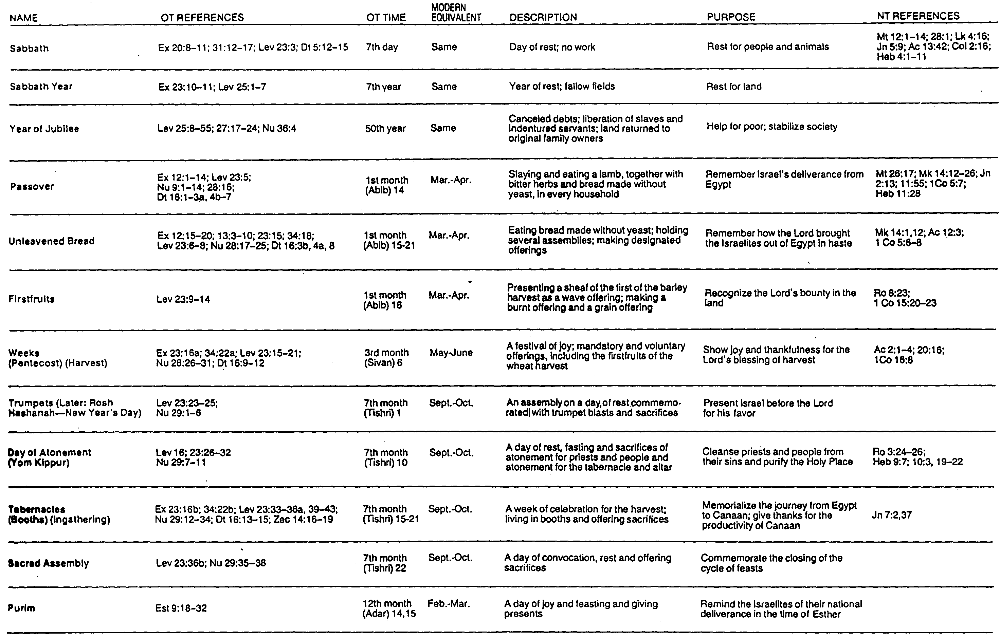 NAME OT REFERENCES OT TIME MODERN EQUIVALENT DESCRIPTION PURPOSE NT REFERENCES
Sabbath
Ex 20:8–11; 31:12–17; Lev 23:3; Dt 5:12–15
7th day
Same
Day of rest; no work
Rest for people and animals
Mt 12:1–14; 28:1; Lk 4:16;
Jn 5:9; Ac 13:42; Col 2:16;
Heb 4:1–11
Sabbath Year
Ex 23:10–11; Lev 25:1–7
7th year
Same
Year of rest; fallow fields
Rest for land
Year of Jubilee
Lev 25:8–55; 27:17–24; Nu 36:4
50th year
Same
Canceled debts; liberation of slaves and
indentured servants; land returned to
original family owners
Help for poor; stabilize society
Passover
Ex 12:1–14; Lev 23:5;
Nu 9:1–14; 28:16;
Dt 16:1–3a, 4b–7
1st month
(Abib) 14
Mar.-Apr.
Slaying and eating a lamb, together with
bitter herbs and bread made without
yeast, in every household
Remember Israel's deliverance from
Egypt
Mt 26:17; Mk 14:12–26; Jn
2:13; 11:55; 1Co 5:7;
Heb 11:28
Unleavened Bread
Ex 12:15–20; 13:3–10; 23:15; 34:18;
Lev 23:6–8; Nu 28:17–25; Dt 16:3b, 4a, 8
1st month
(Abib) 15-21
Mar.-Apr.
Eating bread made without yeast; holding
several assemblies; making designated
offerings
Remember how the Lord brought
the Israelites out of Egypt in haste
Mk 14:1,12; Ac 12:3;
1 Co 5:6–8
Firstfruits
Lev 23:9–14
1st month
(Abib) 16
Mar.-Apr.
Presenting a sheaf of the first of the barley
harvest as a wave offering; making a
burnt offering and a grain offering
Recognize the Lord's bounty in the
land
Ro 8:23;
1 Co 15:20–23
Weeks
(Pentecost) (Harvest)
Ex 23:16a; 34:22a; Lev 23:15–21;
Nu 28:26–31; Dt 16:9–12
3rd month
(Sivan) 6
May-June
A festival of joy; mandatory and voluntary
offerings, including the firstfruits of the
wheat harvest
Show joy and thankfulness for the
Lord's blessing of harvest
Ac 2:1–4; 20:16;
1Co 16:8
Trumpets (Later: Rosh
Hashanah—New Year's Day)
Lev 23:23–25;
Nu 29:1–6
7th month
(Tishri) 1
Sept.-Oct.
An assembly on a day of rest commemo-
rated with trumpet blasts and sacrifices
Present Israel before the Lord
for his favor
Day of Atonement
(Yom Kippur)
Lev 16; 23:26–32
Nu 29:7–11
7th month
(Tishri) 10
Sept.-Oct.
A day of rest, fasting and sacrifices of
atonement for priests and people and
atonement for the tabernacle and altar
Cleanse priests and people from
their sins and purify the Holy Place
Ro 3:24–26;
Heb 9:7; 10:3, 19–22
Tabernacles
(Booths) (Ingathering)
Ex 23:16b; 34:22b; Lev 23:33–36a, 39–43;
Nu 29:12–34; Dt 16:13–15; Zec 14:16–19
7th month
(Tishri) 15-21
Sept.-Oct.
A week of celebration for the harvest;
living in booths and offering sacrifices
Memorialize the journey from Egypt
to Canaan; give thanks for the
productivity of Canaan
Jn 7:2,37
Sacred Assembly
Lev 23:36b; Nu 29:35–38
7th month
(Tishri) 22
Sept.-Oct.
A day of convocation, rest and offering
sacrifices
Commemorate the closing of the
cycle of feasts
Purim
Est 9:18–32
12th month
(Adar) 14,15
Feb.-Mar.
A day of joy and feasting and giving
presents
Remind the Israelites of their national
deliverance in the time of Esther